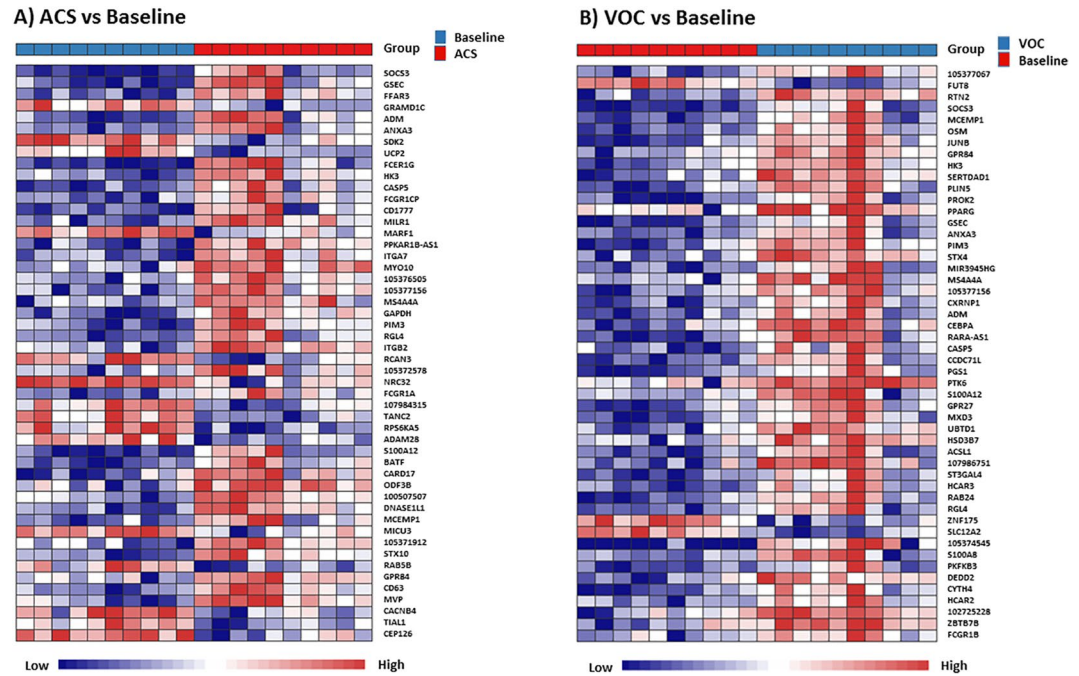 A) ACS vs Baseline
Group
Baseline
ACS
SOCS3
GSEC
FFAR3
GRAMD1C
ADM
ANXA3
SDK2
UCP2
FCER1G
HK3
CASP5
FCGR1CP
CD1777
MILR1
MARF1
PPKAR1B-AS1
ITGA7
MYO10
105376505
105377156
MS4A4A
GAPDH
PIM3
RGL4
ITGB2
RCAN3
105372578
NRC32
FCGR1A
107984315
TANC2
RPS6KA5
ADAM28
S100A12
BATF
CARD17
ODF3B
100507507
DNASE1L1
MCEMP1
MICU3
105371912
STX10
RAB5B
GPR84
CD63
MVP
CACNB4
TIAL1
CEP126
Low
High
B) VOC vs Baseline
Group
VOC
Baseline
105377067
FUT8
RTN2
SOCS3
MCEMP1
OSM
JUNB
GPR84
HK3
SERTDAD1
PLIN5
PROK2
PPARG
GSEC
ANXA3
PIM3
STX4
MIR3945HG
MS4A4A
105377156
CXRNP1
ADM
CEBPA
RARA-AS1
CASP5
CCDC71L
PGS1
PTK6
S100A12
GPR27
MXD3
UBTD1
HSD3B7
ACSL1
107986751
ST3GAL4
HCAR3
RAB24
RGL4
ZNF175
SLC12A2
105374545
S100A8
PKFKB3
DEDD2
CYTH4
HCAR2
102725228
ZBTB7B
FCGR1B
Low
High